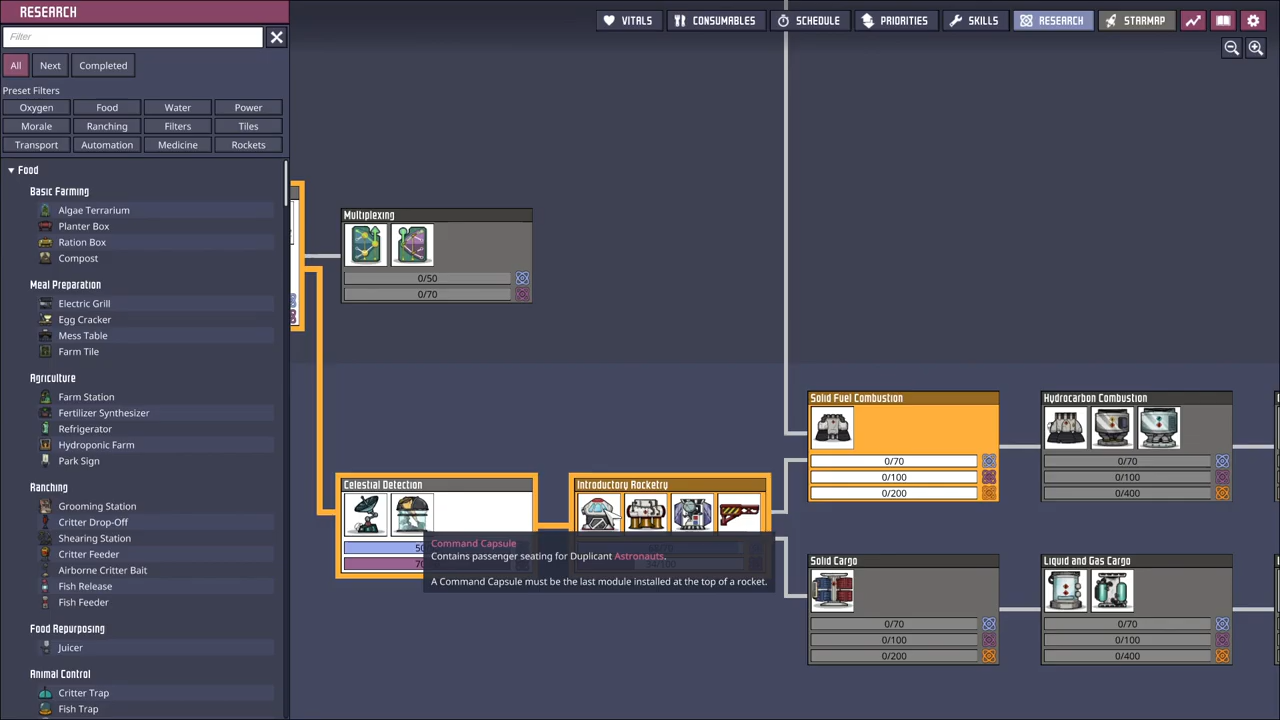 RESEARCH
Filter
All
Next
Completed
Preset Filters
Oxygen
Food
Water
Power
Morale
Ranching
Filters
Tiles
Transport
Automation
Medicine
Rockets
Food
Basic Farming
Algae Terrarium
Planter Box
Ration Box
Compost
Meal Preparation
Electric Grill
Egg Cracker
Mess Table
Farm Tile
Agriculture
Farm Station
Fertilizer Synthesizer
Refrigerator
Hydroponic Farm
Park Sign
Ranching
Grooming Station
Critter Drop-Off
Shearing Station
Critter Feeder
Airborne Critter Bait
Fish Release
Fish Feeder
Food Repurposing
Juicer
Animal Control
Critter Trap
Fish Trap
VITALS
CONSUMABLES
SCHEDULE
PRIORITIES
SKILLS
RESEARCH
STARMAP
Multiplexing
0/50
0/70
Celestial Detection
Introductory Rocketry
Command Capsule
Contains passenger seating for Duplicant Astronauts.
A Command Capsule must be the last module installed at the top of a rocket.
Solid Fuel Combustion
0/70
0/100
0/200
Hydrocarbon Combustion
0/70
0/100
0/400
Solid Cargo
0/70
0/100
0/200
Liquid and Gas Cargo
0/70
0/100
0/400